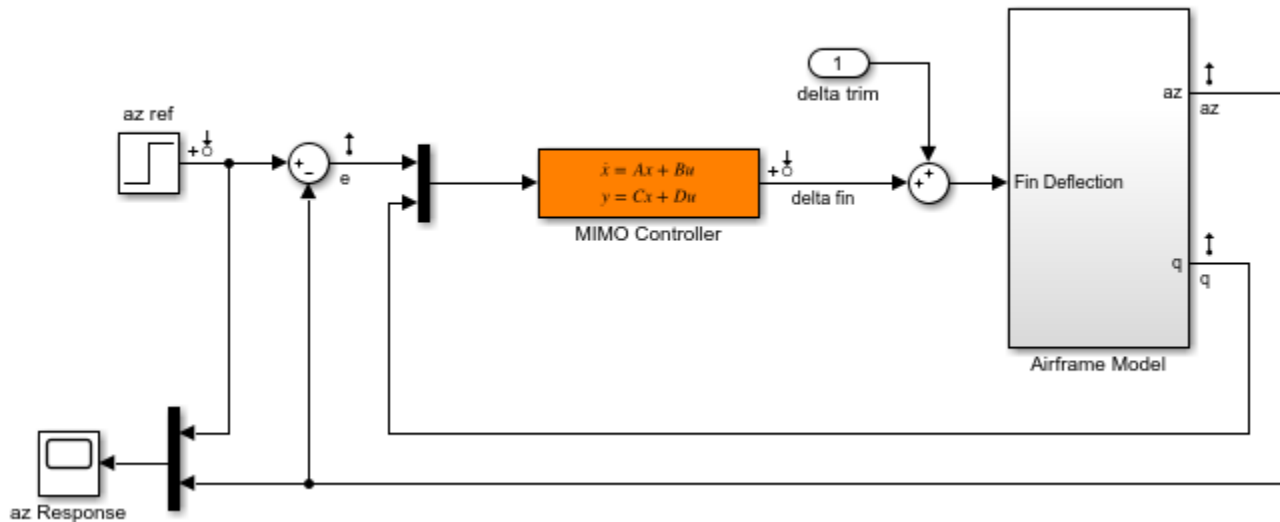 az ref
+
+
−
e
ẋ = Ax + Bu
y = Cx + Du
MIMO Controller
+
delta fin
1
delta trim
+
+
Fin Deflection
az
az
q
q
Airframe Model
az Response